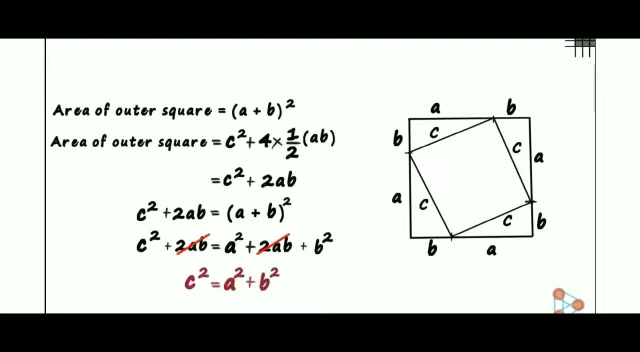 Area of outer square = (a + b)²
Area of outer square = c² + 4 × 1/2 (ab)
= c² + 2ab
c² + 2ab = (a + b)²
c² + 2ab = a² + 2ab + b²
c² = a² + b²
a b
b c
c a
a c
c b
b a